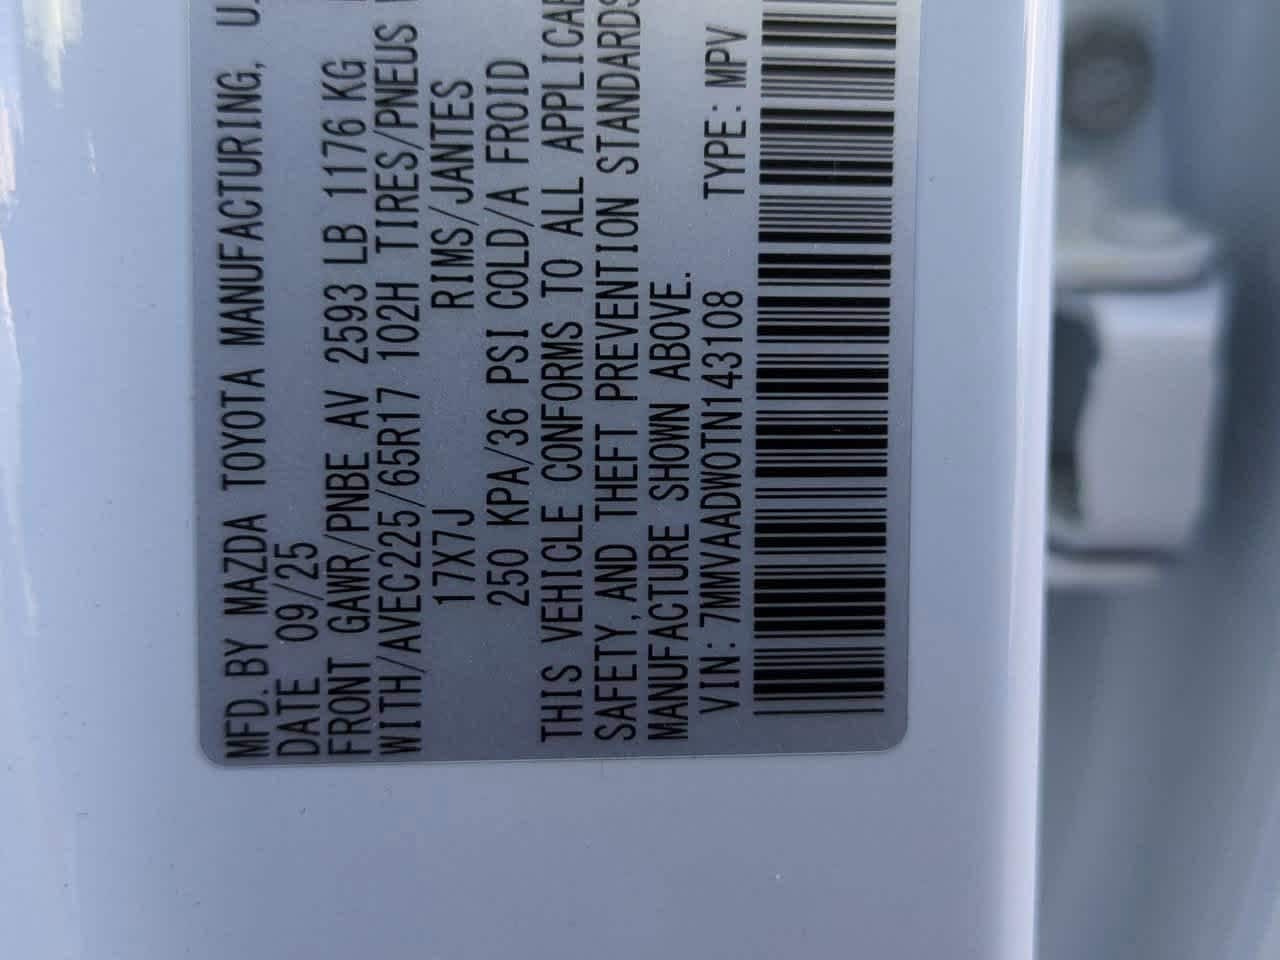 MFD. BY MAZDA TOYOTA MANUFACTURING,
DATE 09/25
FRONT GAWR/PNBE AV 2593 LB 1176 KG
WITH/AVEC225/65R17 102H TIRES/PNEUS
17X7J RIMS/JANTES
250 KPA/36 PSI COLD/A FROID
THIS VEHICLE CONFORMS TO ALL
SAFETY, AND THEFT PREVENTION STANDARDS
MANUFACTURE SHOWN ABOVE.
VIN: 7MMVAADW0TN143108 TYPE: MPV